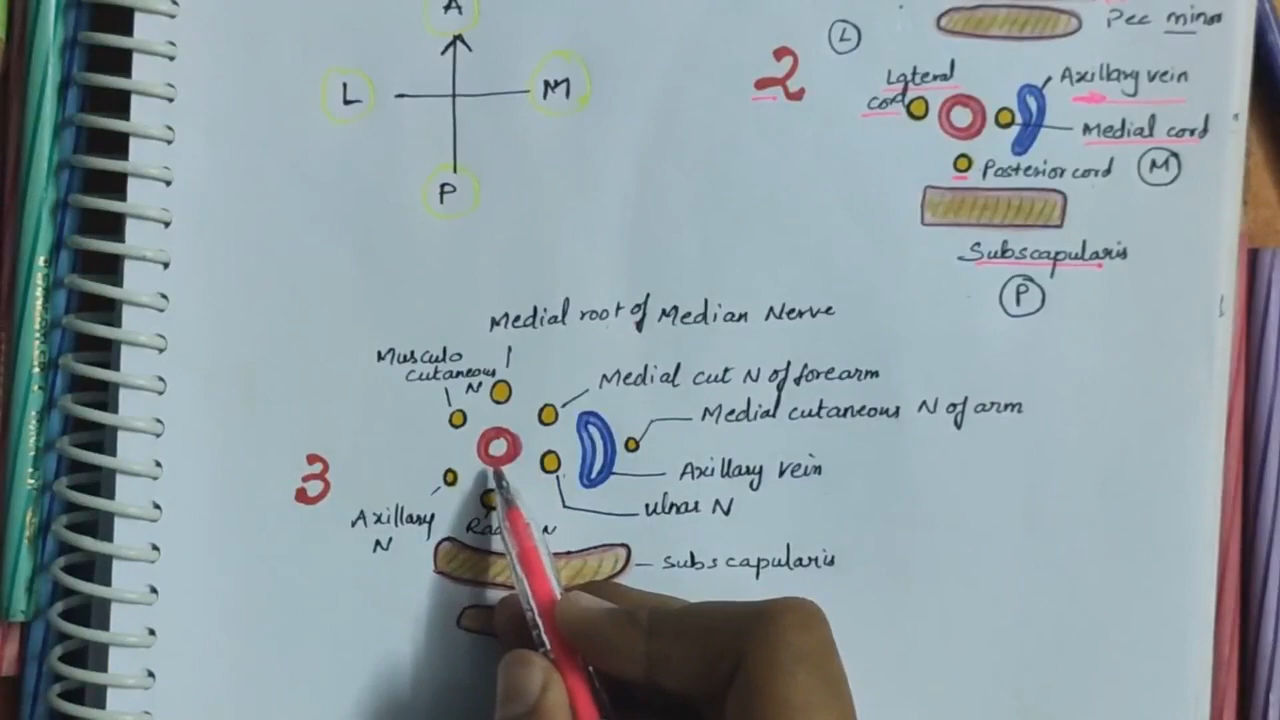 A
L
M
P
2
L
Pec minor
Lateral
cord
Axillary vein
Medial cord
M
Posterior cord
Subscapularis
P
Medial root of Median Nerve
Musculo
cutaneous
N
Medial cut N of forearm
Medial cutaneous N of arm
3
Axillary vein
ulnar N
Axillary
N
N
subscapularis